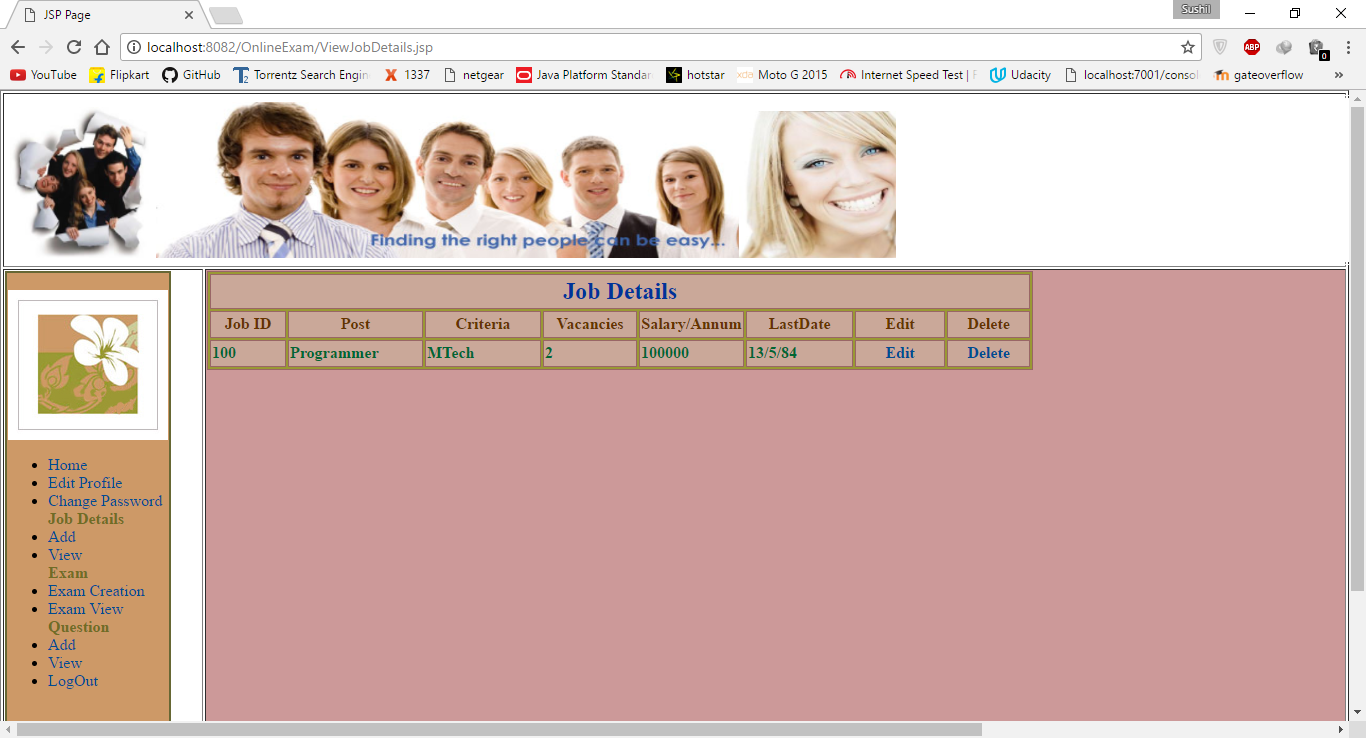 JSP Page
Sushil
localhost:8082/OnlineExam/ViewJobDetails.jsp
ABP
0
YouTube Flipkart GitHub Torrentz Search Engin 1337 netgear Java Platform Standar hotstar xda Moto G 2015 Internet Speed Test | F Udacity localhost:7001/consol gateoverflow »
Finding the right people can be easy...
Job Details
Job ID Post Criteria Vacancies Salary/Annum LastDate Edit Delete
100 Programmer MTech 2 100000 13/5/84 Edit Delete
Home
Edit Profile
Change Password
Job Details
Add
View
Exam
Exam Creation
Exam View
Question
Add
View
LogOut